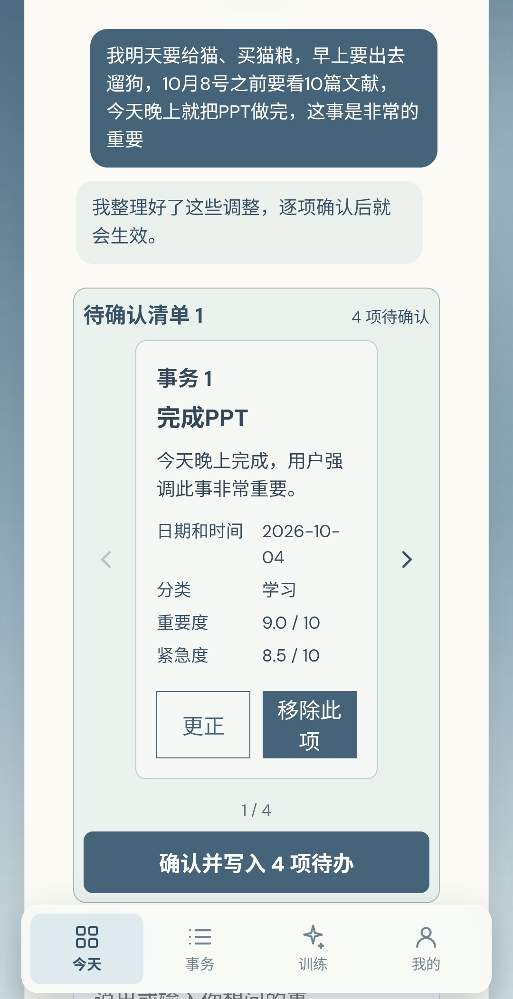 我明天要给猫、买猫粮，早上要出去
遛狗，10月8号之前要看10篇文献，
今天晚上就把PPT做完，这事是非常的
重要
我整理好了这些调整，逐项确认后就
会生效。
待确认清单 1
4 项待确认
事务 1
完成PPT
今天晚上完成，用户强
调此事非常重要。
日期和时间 2026-10-
04
分类 学习
重要度 9.0 / 10
紧急度 8.5 / 10
更正
移除此
项
1 / 4
确认并写入 4 项待办
今天
事务
训练
我的